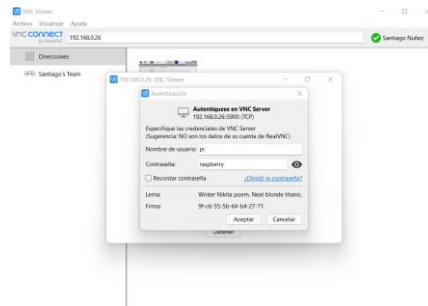 VNC Viewer
Archivo Visualizar Ayuda
vnc connect
by RealVNC
192.168.0.26
Santiago Nuñez
Direcciones
Santiago's Team
192.168.0.26 VNC Viewer
Autenticación
Autentíquese en VNC Server
192.168.0.26:5900 (TCP)
Especifique las credenciales de VNC Server
(Sugerencia: NO son los datos de su cuenta de RealVNC)
Nombre de usuario: pi
Contraseña: raspberry
Recordar contraseña
¿Olvidó la contraseña?
Lema: Winter Nikita poem. Next blonde titanic.
Firma: 9f-c6-55-5b-64-b4-27-71
Aceptar
Cancelar
Detener